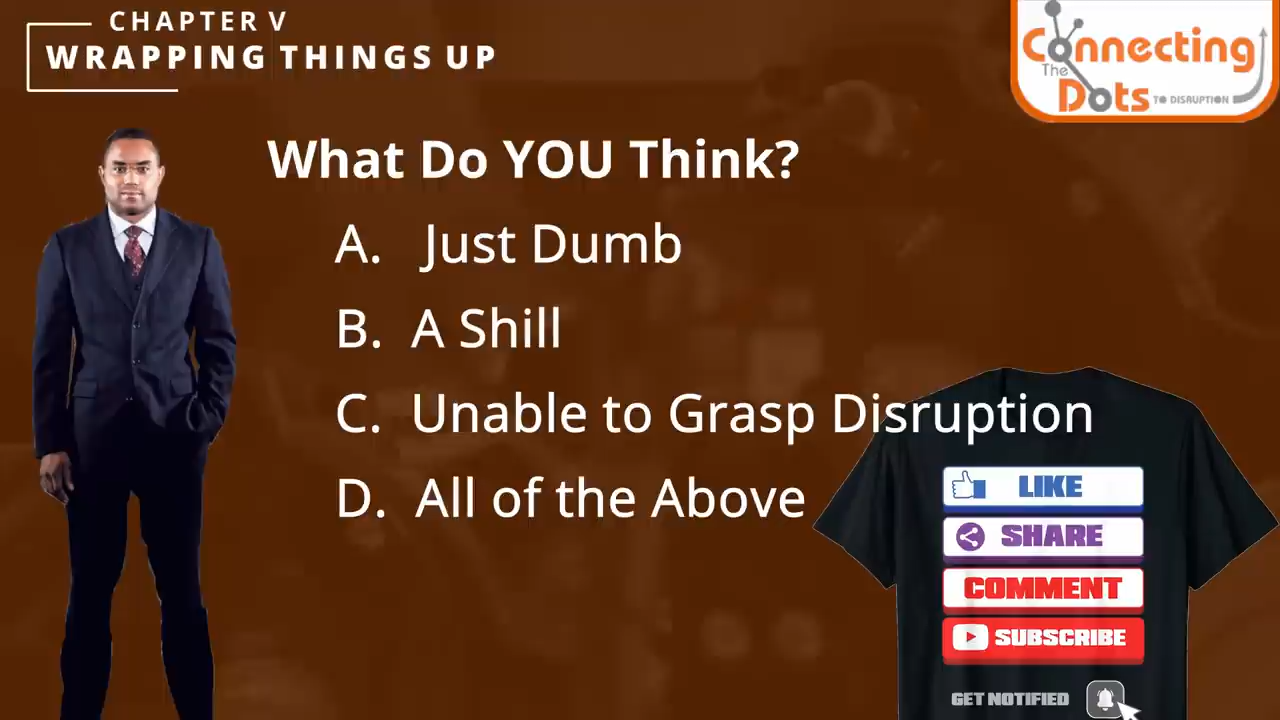 CHAPTER V
WRAPPING THINGS UP
Connecting
The
Dots TO DISRUPTION
What Do YOU Think?
A. Just Dumb
B. A Shill
C. Unable to Grasp Disruption
D. All of the Above
LIKE
SHARE
COMMENT
SUBSCRIBE
GET NOTIFIED